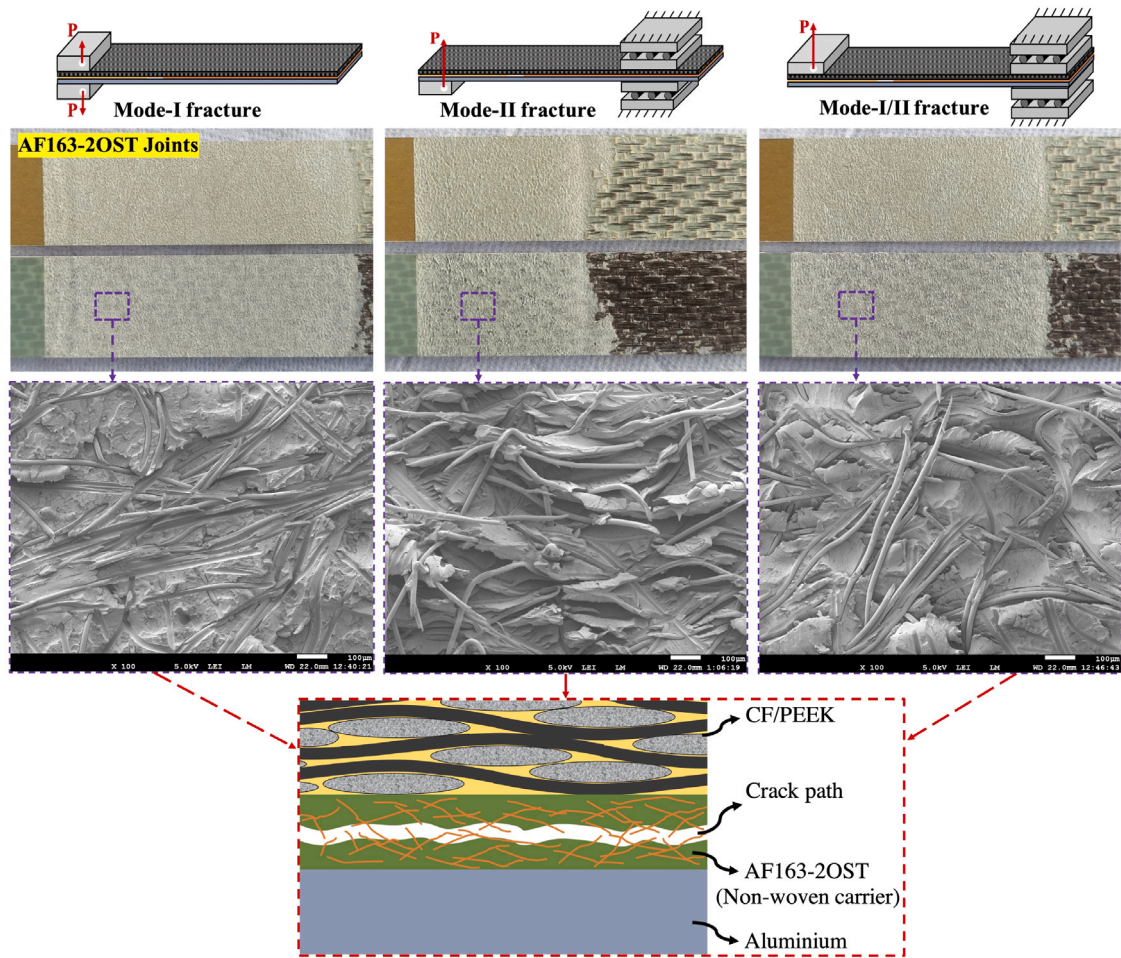 P
P
Mode-I fracture
P
Mode-II fracture
P
Mode-I/II fracture
AF163-2OST Joints
100μm
X 100 5.0kV LEI LM WD 22.0mm 12:40:21
100μm
X 100 5.0kV LEI LM WD 22.0mm 1:06:19
100μm
X 100 5.0kV LEI LM WD 22.0mm 12:46:43
CF/PEEK
Crack path
AF163-2OST
(Non-woven carrier)
Aluminium